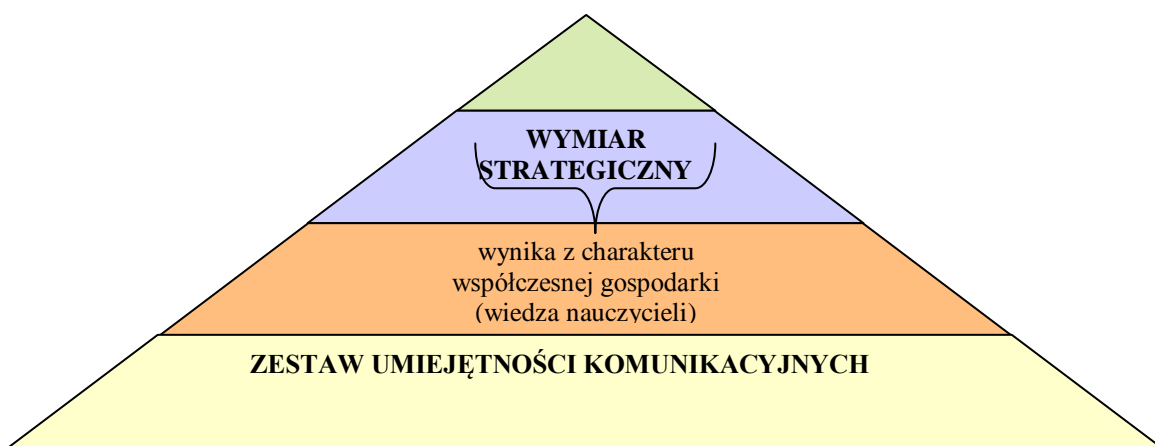 WYMIAR
STRATEGICZNY
wynika z charakteru
współczesnej gospodarki
(wiedza nauczycieli)
ZESTAW UMIEJĘTNOŚCI KOMUNIKACYJNYCH